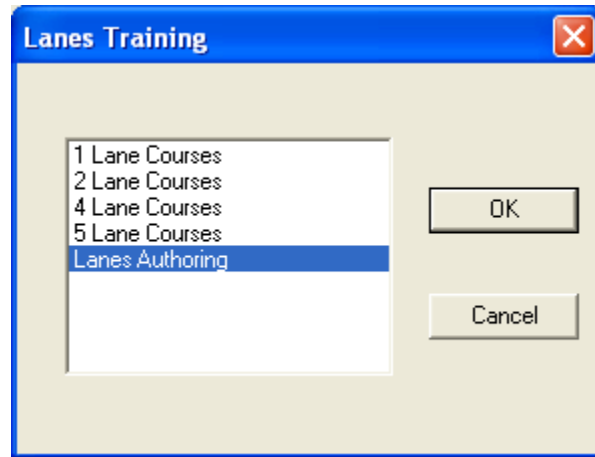 Lanes Training
1 Lane Courses
2 Lane Courses
4 Lane Courses
5 Lane Courses
Lanes Authoring
OK
Cancel